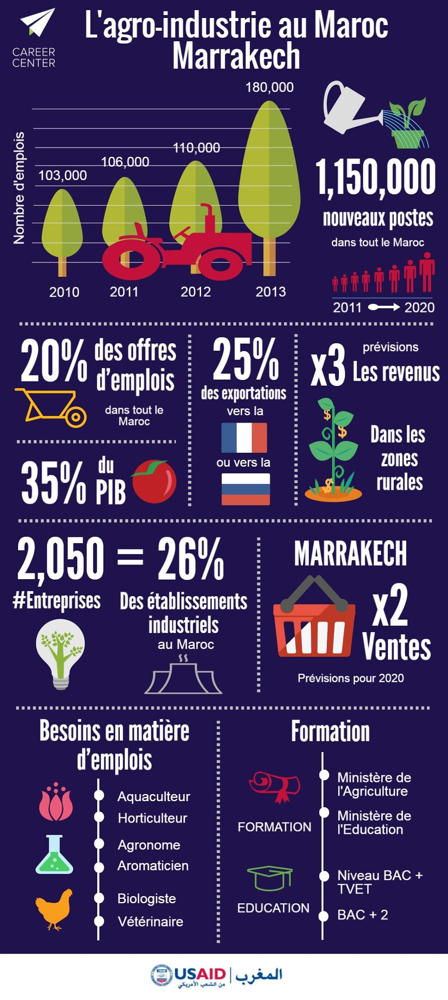 CAREER
CENTER
L'agro-industrie au Maroc
Marrakech
Nombre d'emplois
103,000
106,000
110,000
180,000
2010
2011
2012
2013
1,150,000
nouveaux postes
dans tout le Maroc
2011
2020
20%
des offres
d'emplois
dans tout le
Maroc
35%
du
PIB
25%
des exportations
vers la
ou vers la
x3
prévisions
Les revenus
$
$
$
Dans les
zones
rurales
2,050 = 26%
#Entreprises
Des établissements
industriels
au Maroc
MARRAKECH
x2
Ventes
Prévisions pour 2020
Besoins en matière
d'emplois
Aquaculteur
Horticulteur
Agronome
Aromaticien
Biologiste
Vétérinaire
Formation
FORMATION
Ministère de
l'Agriculture
Ministère de
l'Education
EDUCATION
Niveau BAC +
TVET
BAC + 2
USAID
USAID | المغرب
من الشعب الأمريكي